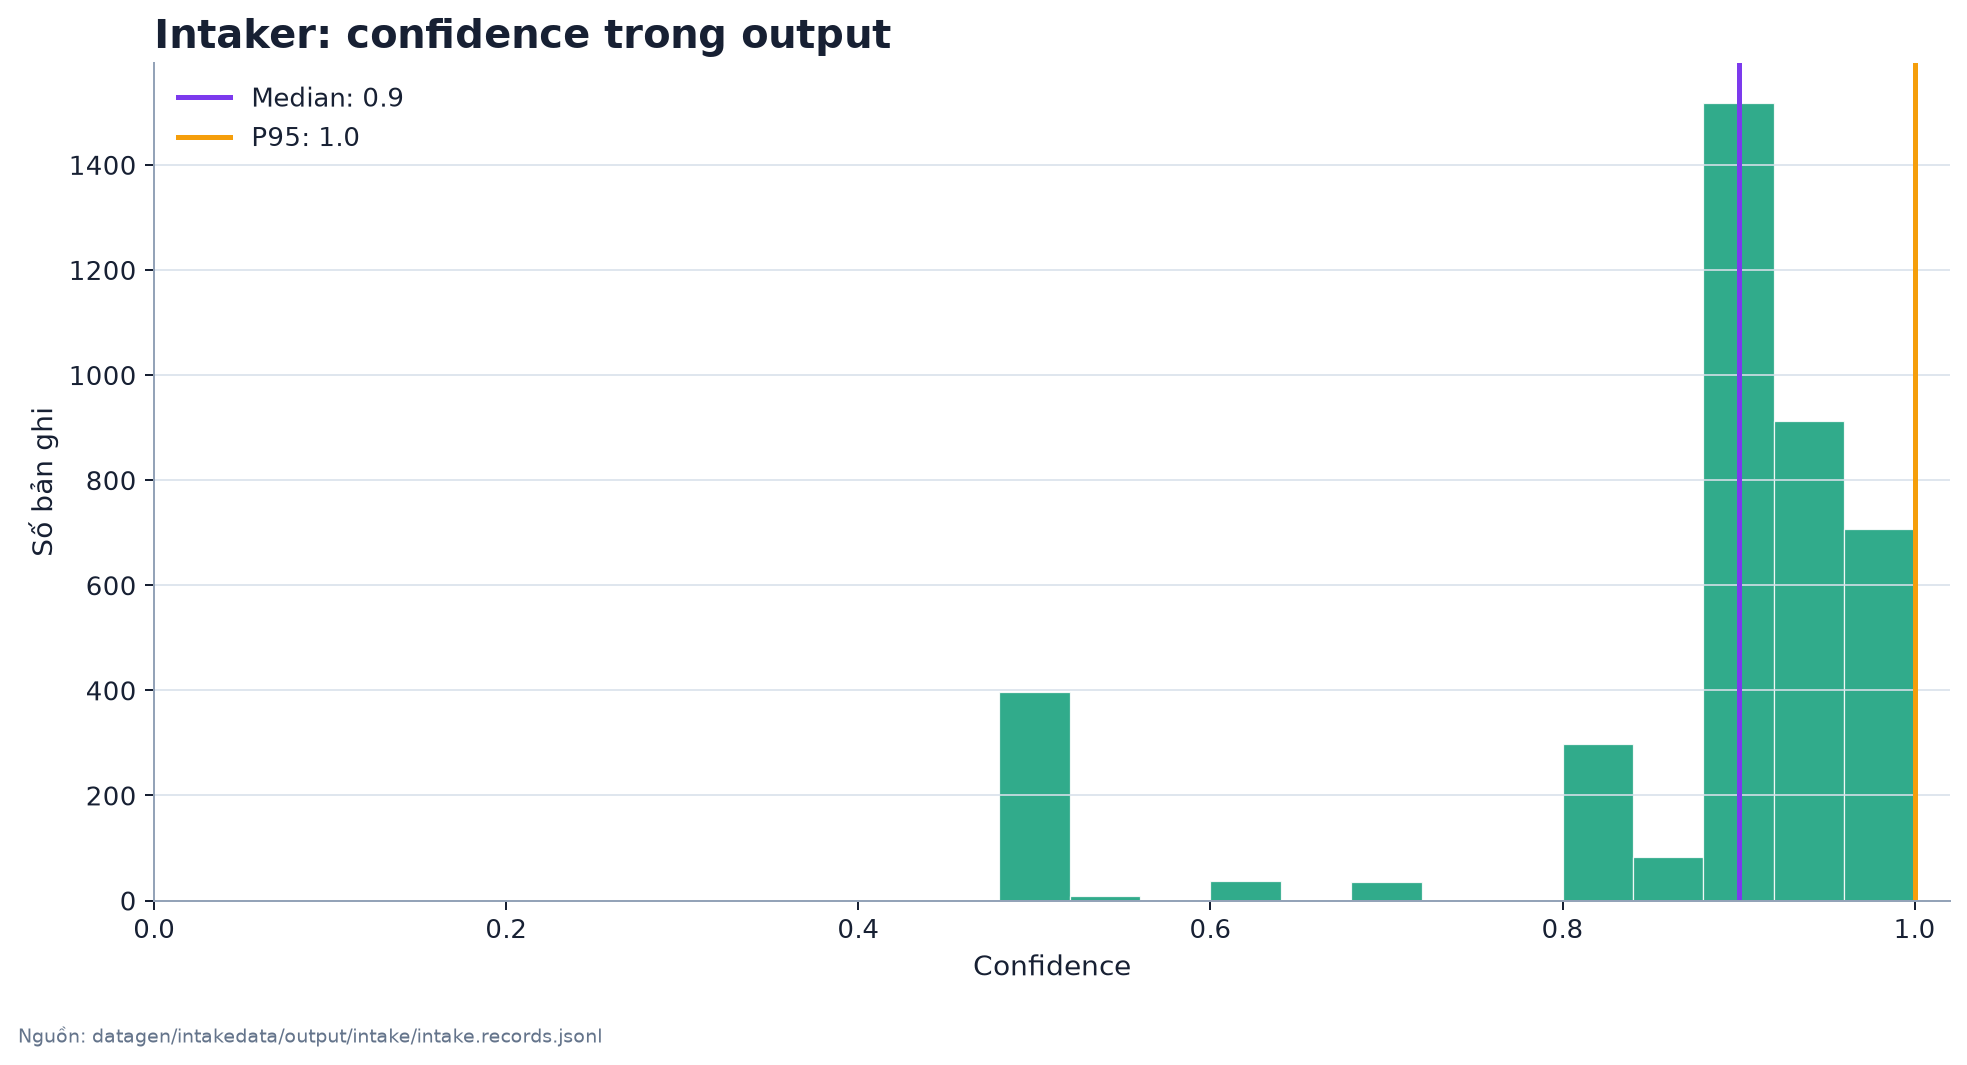 Intaker: confidence trong output
Median: 0.9
P95: 1.0
1400
1200
1000
800
600
400
200
0
Số bản ghi
0.0 0.2 0.4 0.6 0.8 1.0
Confidence
Nguồn: datagen/intakedata/output/intake/intake.records.jsonl